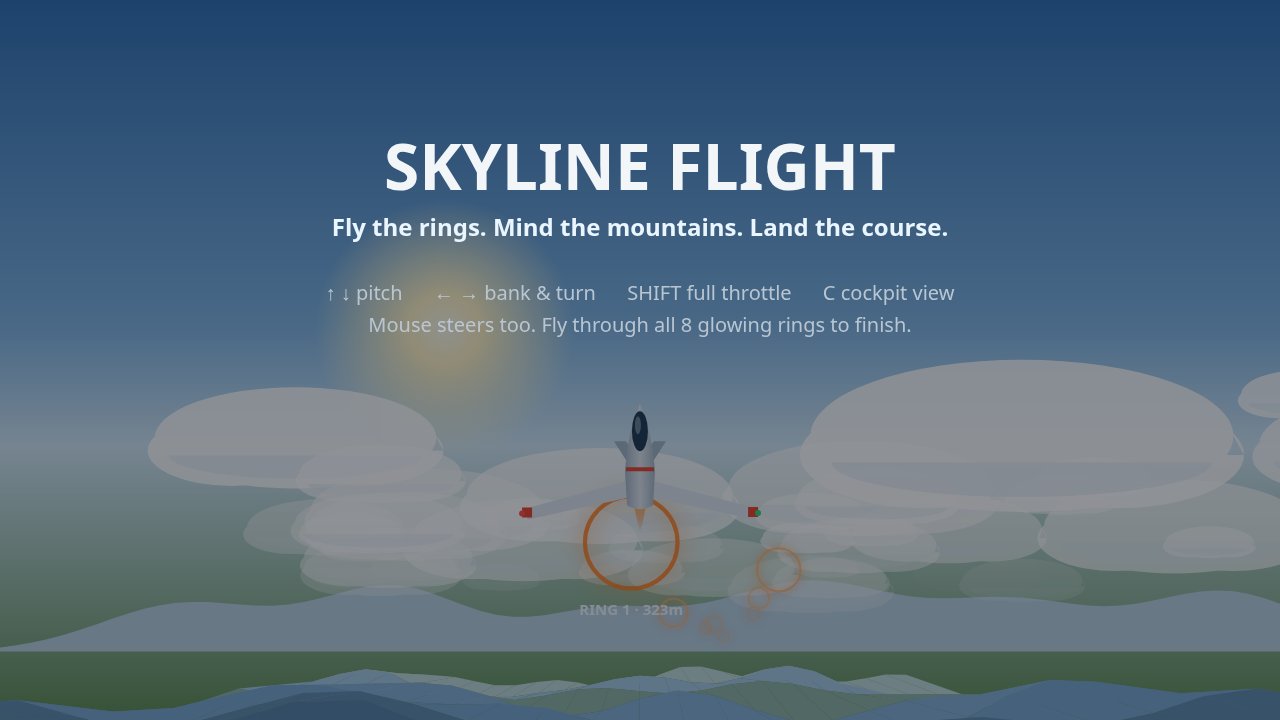 SKYLINE FLIGHT
Fly the rings. Mind the mountains. Land the course.
↑ ↓ pitch ← → bank & turn SHIFT full throttle C cockpit view
Mouse steers too. Fly through all 8 glowing rings to finish.
RING 1 · 323m